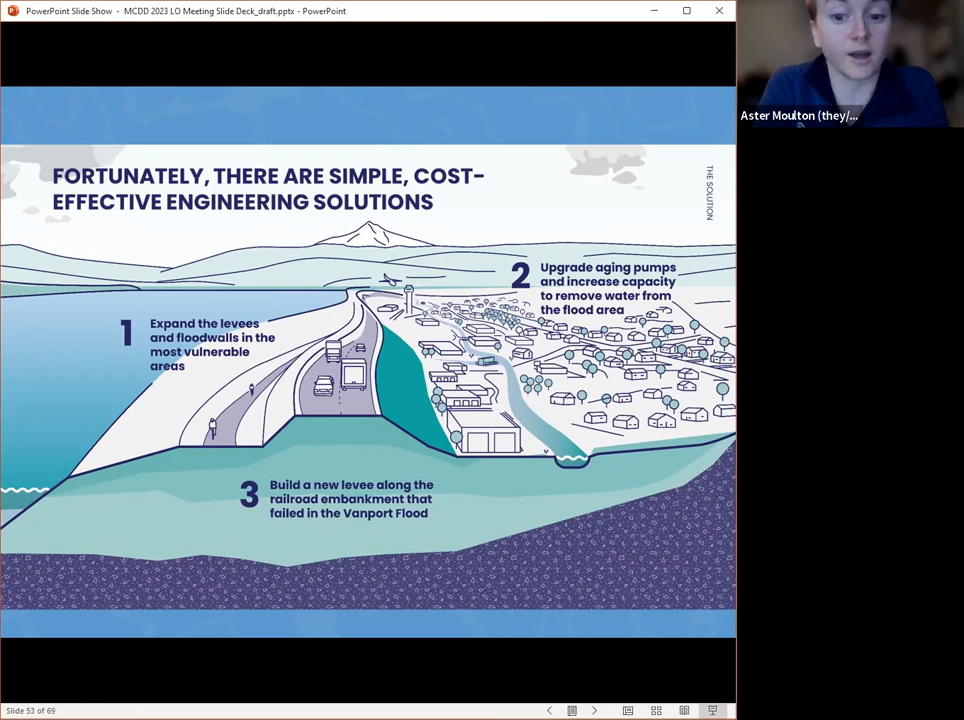 PowerPoint Slide Show - MCDD 2023 LO Meeting Slide Deck_draft.pptx - PowerPoint
Aster Moulton (they/...
FORTUNATELY, THERE ARE SIMPLE, COST-
EFFECTIVE ENGINEERING SOLUTIONS
THE SOLUTION
1
Expand the levees
and floodwalls in the
most vulnerable
areas
2
Upgrade aging pumps
and increase capacity
to remove water from
the flood area
3
Build a new levee along the
railroad embankment that
failed in the Vanport Flood
Slide 53 of 69